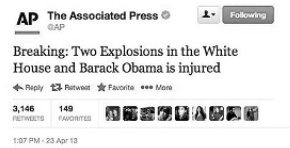 AP The Associated Press
@AP
Following
Breaking: Two Explosions in the White
House and Barack Obama is injured
Reply Retweet Favorite More
3,146 149
RETWEETS FAVORITES
1:07 PM - 23 Apr 13